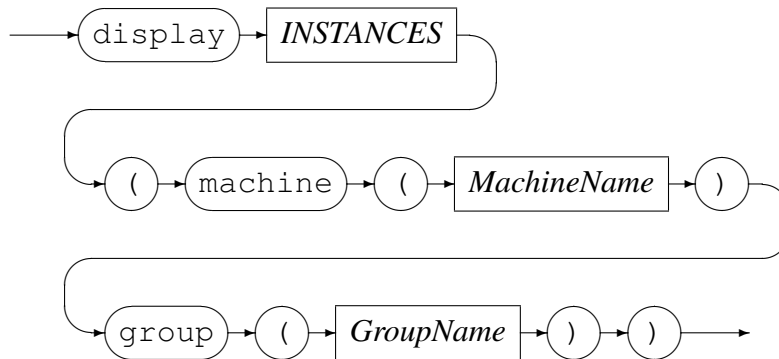 display INSTANCES
( machine ( MachineName )
group ( GroupName ) )